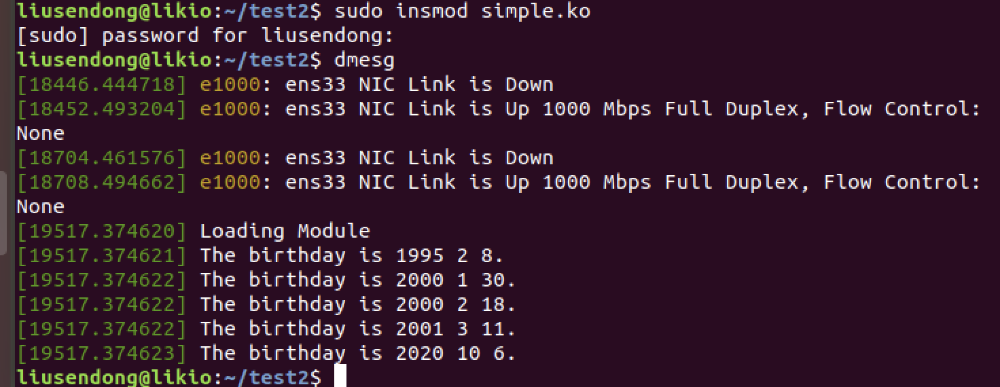 liusendong@likio:~/test2$ sudo insmod simple.ko
[sudo] password for liusendong:
liusendong@likio:~/test2$ dmesg
[18446.444718] e1000: ens33 NIC Link is Down
[18452.493204] e1000: ens33 NIC Link is Up 1000 Mbps Full Duplex, Flow Control:
None
[18704.461576] e1000: ens33 NIC Link is Down
[18708.494662] e1000: ens33 NIC Link is Up 1000 Mbps Full Duplex, Flow Control:
None
[19517.374620] Loading Module
[19517.374621] The birthday is 1995 2 8.
[19517.374622] The birthday is 2000 1 30.
[19517.374622] The birthday is 2000 2 18.
[19517.374622] The birthday is 2001 3 11.
[19517.374623] The birthday is 2020 10 6.
liusendong@likio:~/test2$